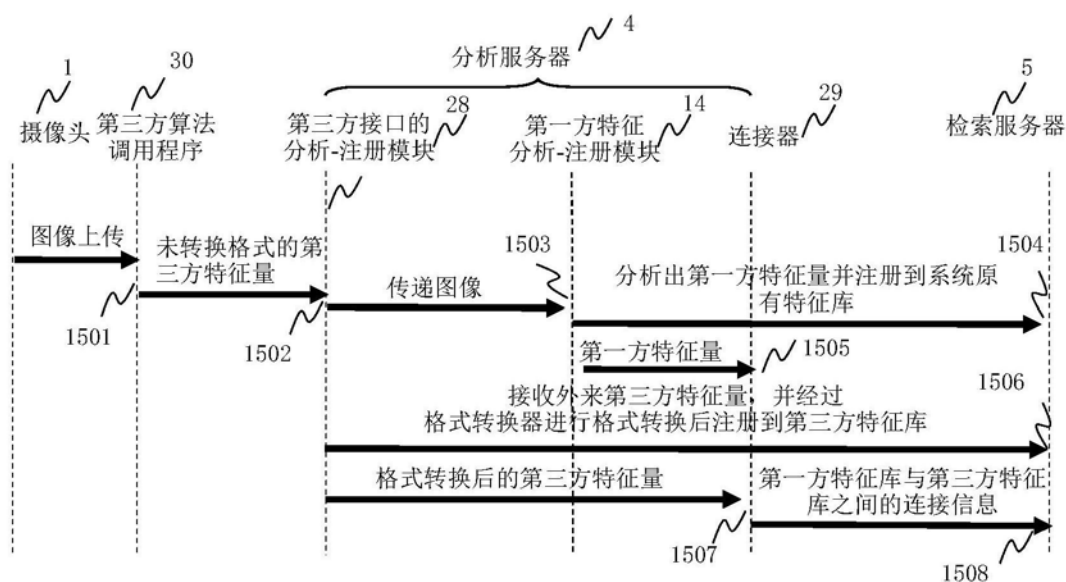 4
分析服务器
1
30
28
14
29
5
摄像头
第三方算法
调用程序
第三方接口的
分析-注册模块
第一方特征
分析-注册模块
连接器
检索服务器
图像上传
未转换格式的第
三方特征量
1503
1504
传递图像
分析出第一方特征量并注册到系统原
有特征库
1501
1502
第一方特征量
1505
1506
接收外来第三方特征量，并经过
格式转换器进行格式转换后注册到第三方特征库
格式转换后的第三方特征量
第一方特征库与第三方特征
库之间的连接信息
1507
1508